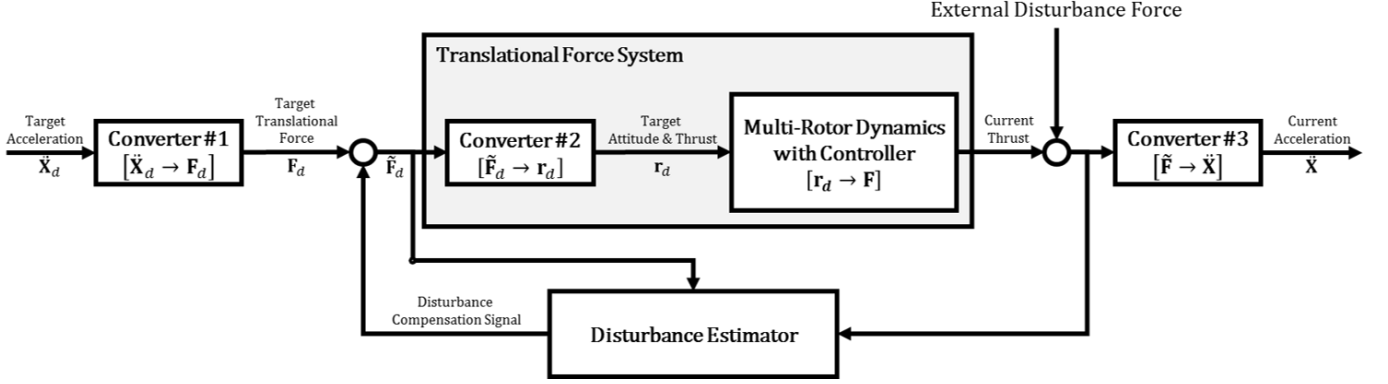 External Disturbance Force
Translational Force System
Target
Acceleration
Ẍ_d
Converter #1
[Ẍ_d → F_d]
Target
Translational
Force
F_d
F̃_d
Converter #2
[F̃_d → r_d]
Target
Attitude & Thrust
r_d
Multi-Rotor Dynamics
with Controller
[r_d → F]
Current
Thrust
Converter #3
[F̃ → Ẍ]
Current
Acceleration
Ẍ
Disturbance
Compensation Signal
Disturbance Estimator